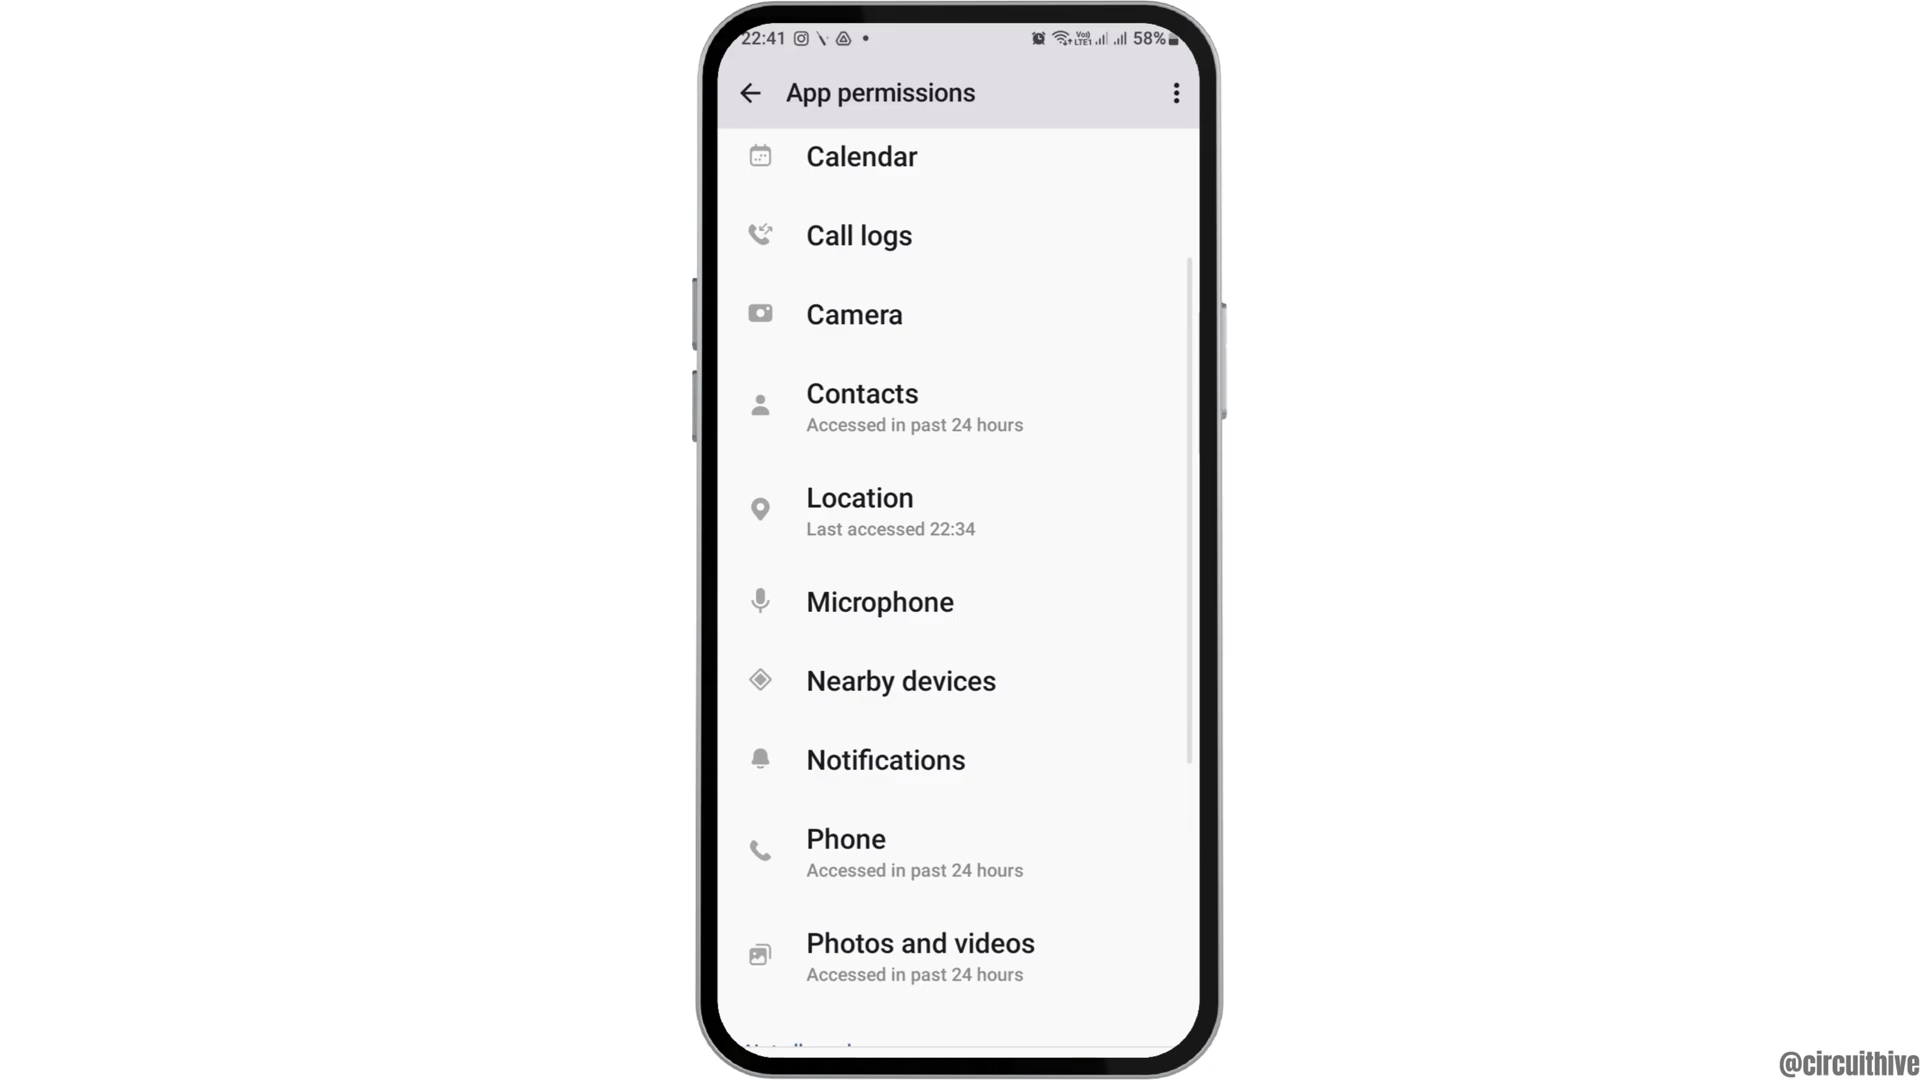 22:41
Vo)) LTE1 58%
App permissions
Calendar
Call logs
Camera
Contacts
Accessed in past 24 hours
Location
Last accessed 22:34
Microphone
Nearby devices
Notifications
Phone
Accessed in past 24 hours
Photos and videos
Accessed in past 24 hours
@circuithive